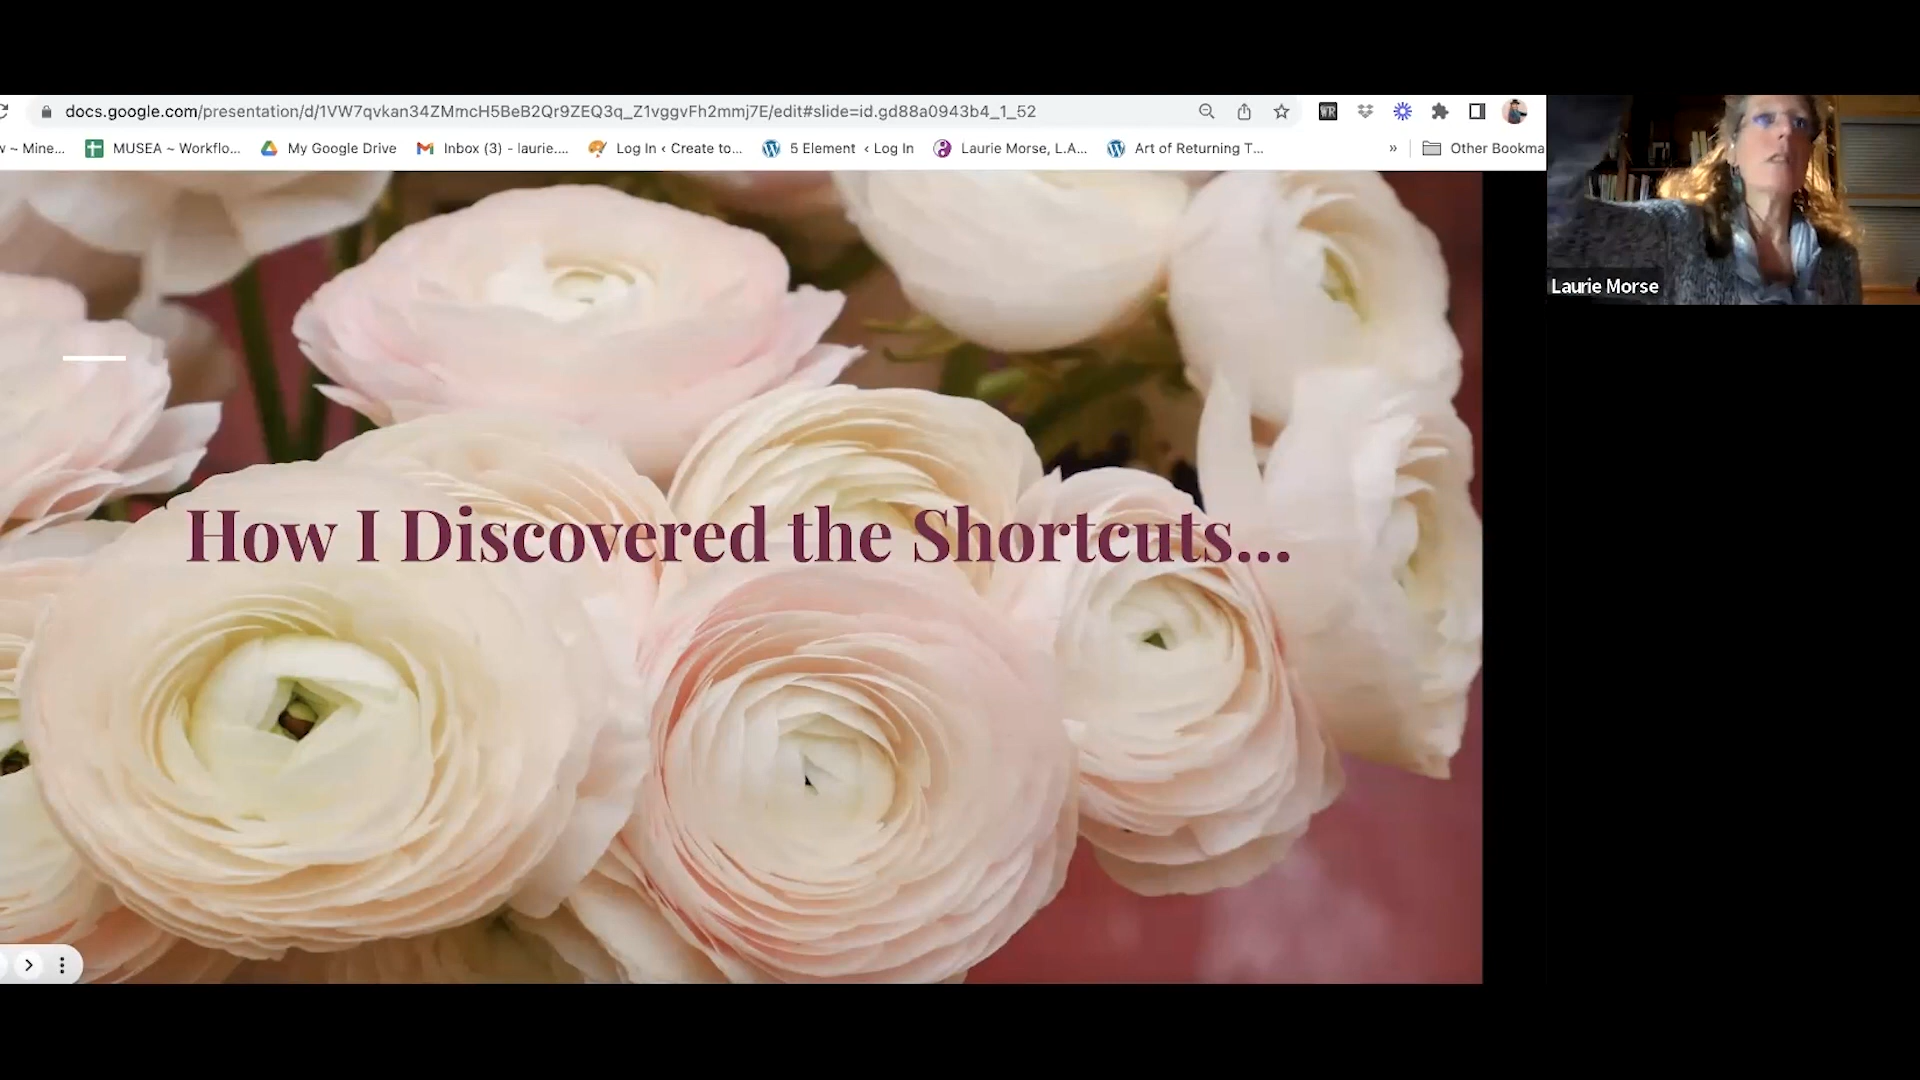 docs.google.com/presentation/d/1VW7qvkan34ZMmcH5BeB2Qr9ZEQ3q_Z1vggvFh2mmj7E/edit#slide=id.gd88a0943b4_1_52
WR
~ Mine...
MUSEA ~ Workflo...
My Google Drive
Inbox (3) - laurie....
Log In ‹ Create to...
5 Element ‹ Log In
Laurie Morse, L.A...
Art of Returning T...
»
Other Bookma
Laurie Morse
How I Discovered the Shortcuts...